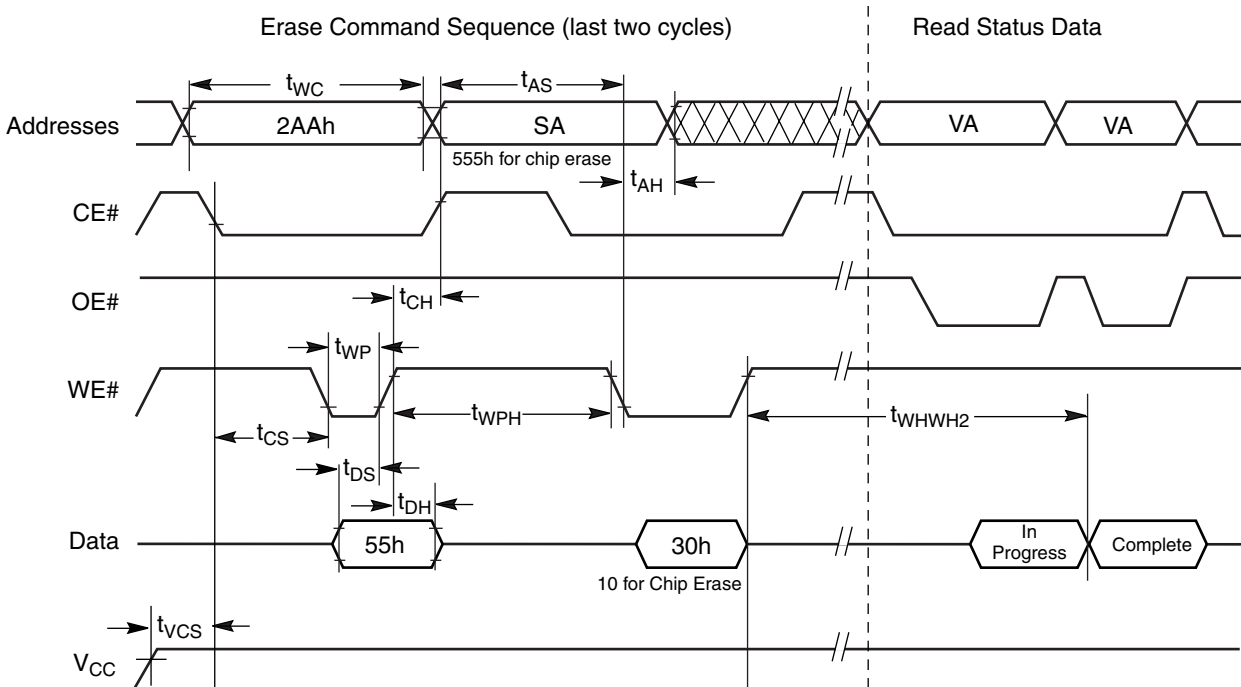 Erase Command Sequence (last two cycles)
Read Status Data
tWC
tAS
Addresses
2AAh
SA
VA
VA
555h for chip erase
tAH
CE#
OE#
tCH
tWP
WE#
tWPH
tWHWH2
tCS
tDS
tDH
Data
55h
30h
In
Progress
Complete
10 for Chip Erase
tVCS
VCC